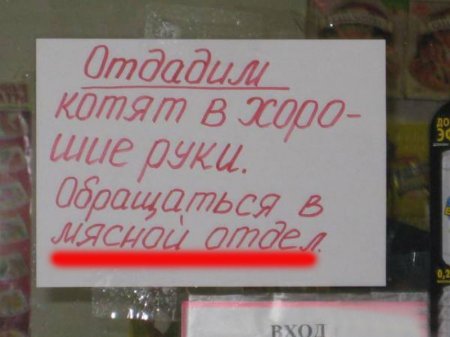 Отдадим
котят в хоро-
шие руки.
Обращаться в
мясной отдел.
ВХОД